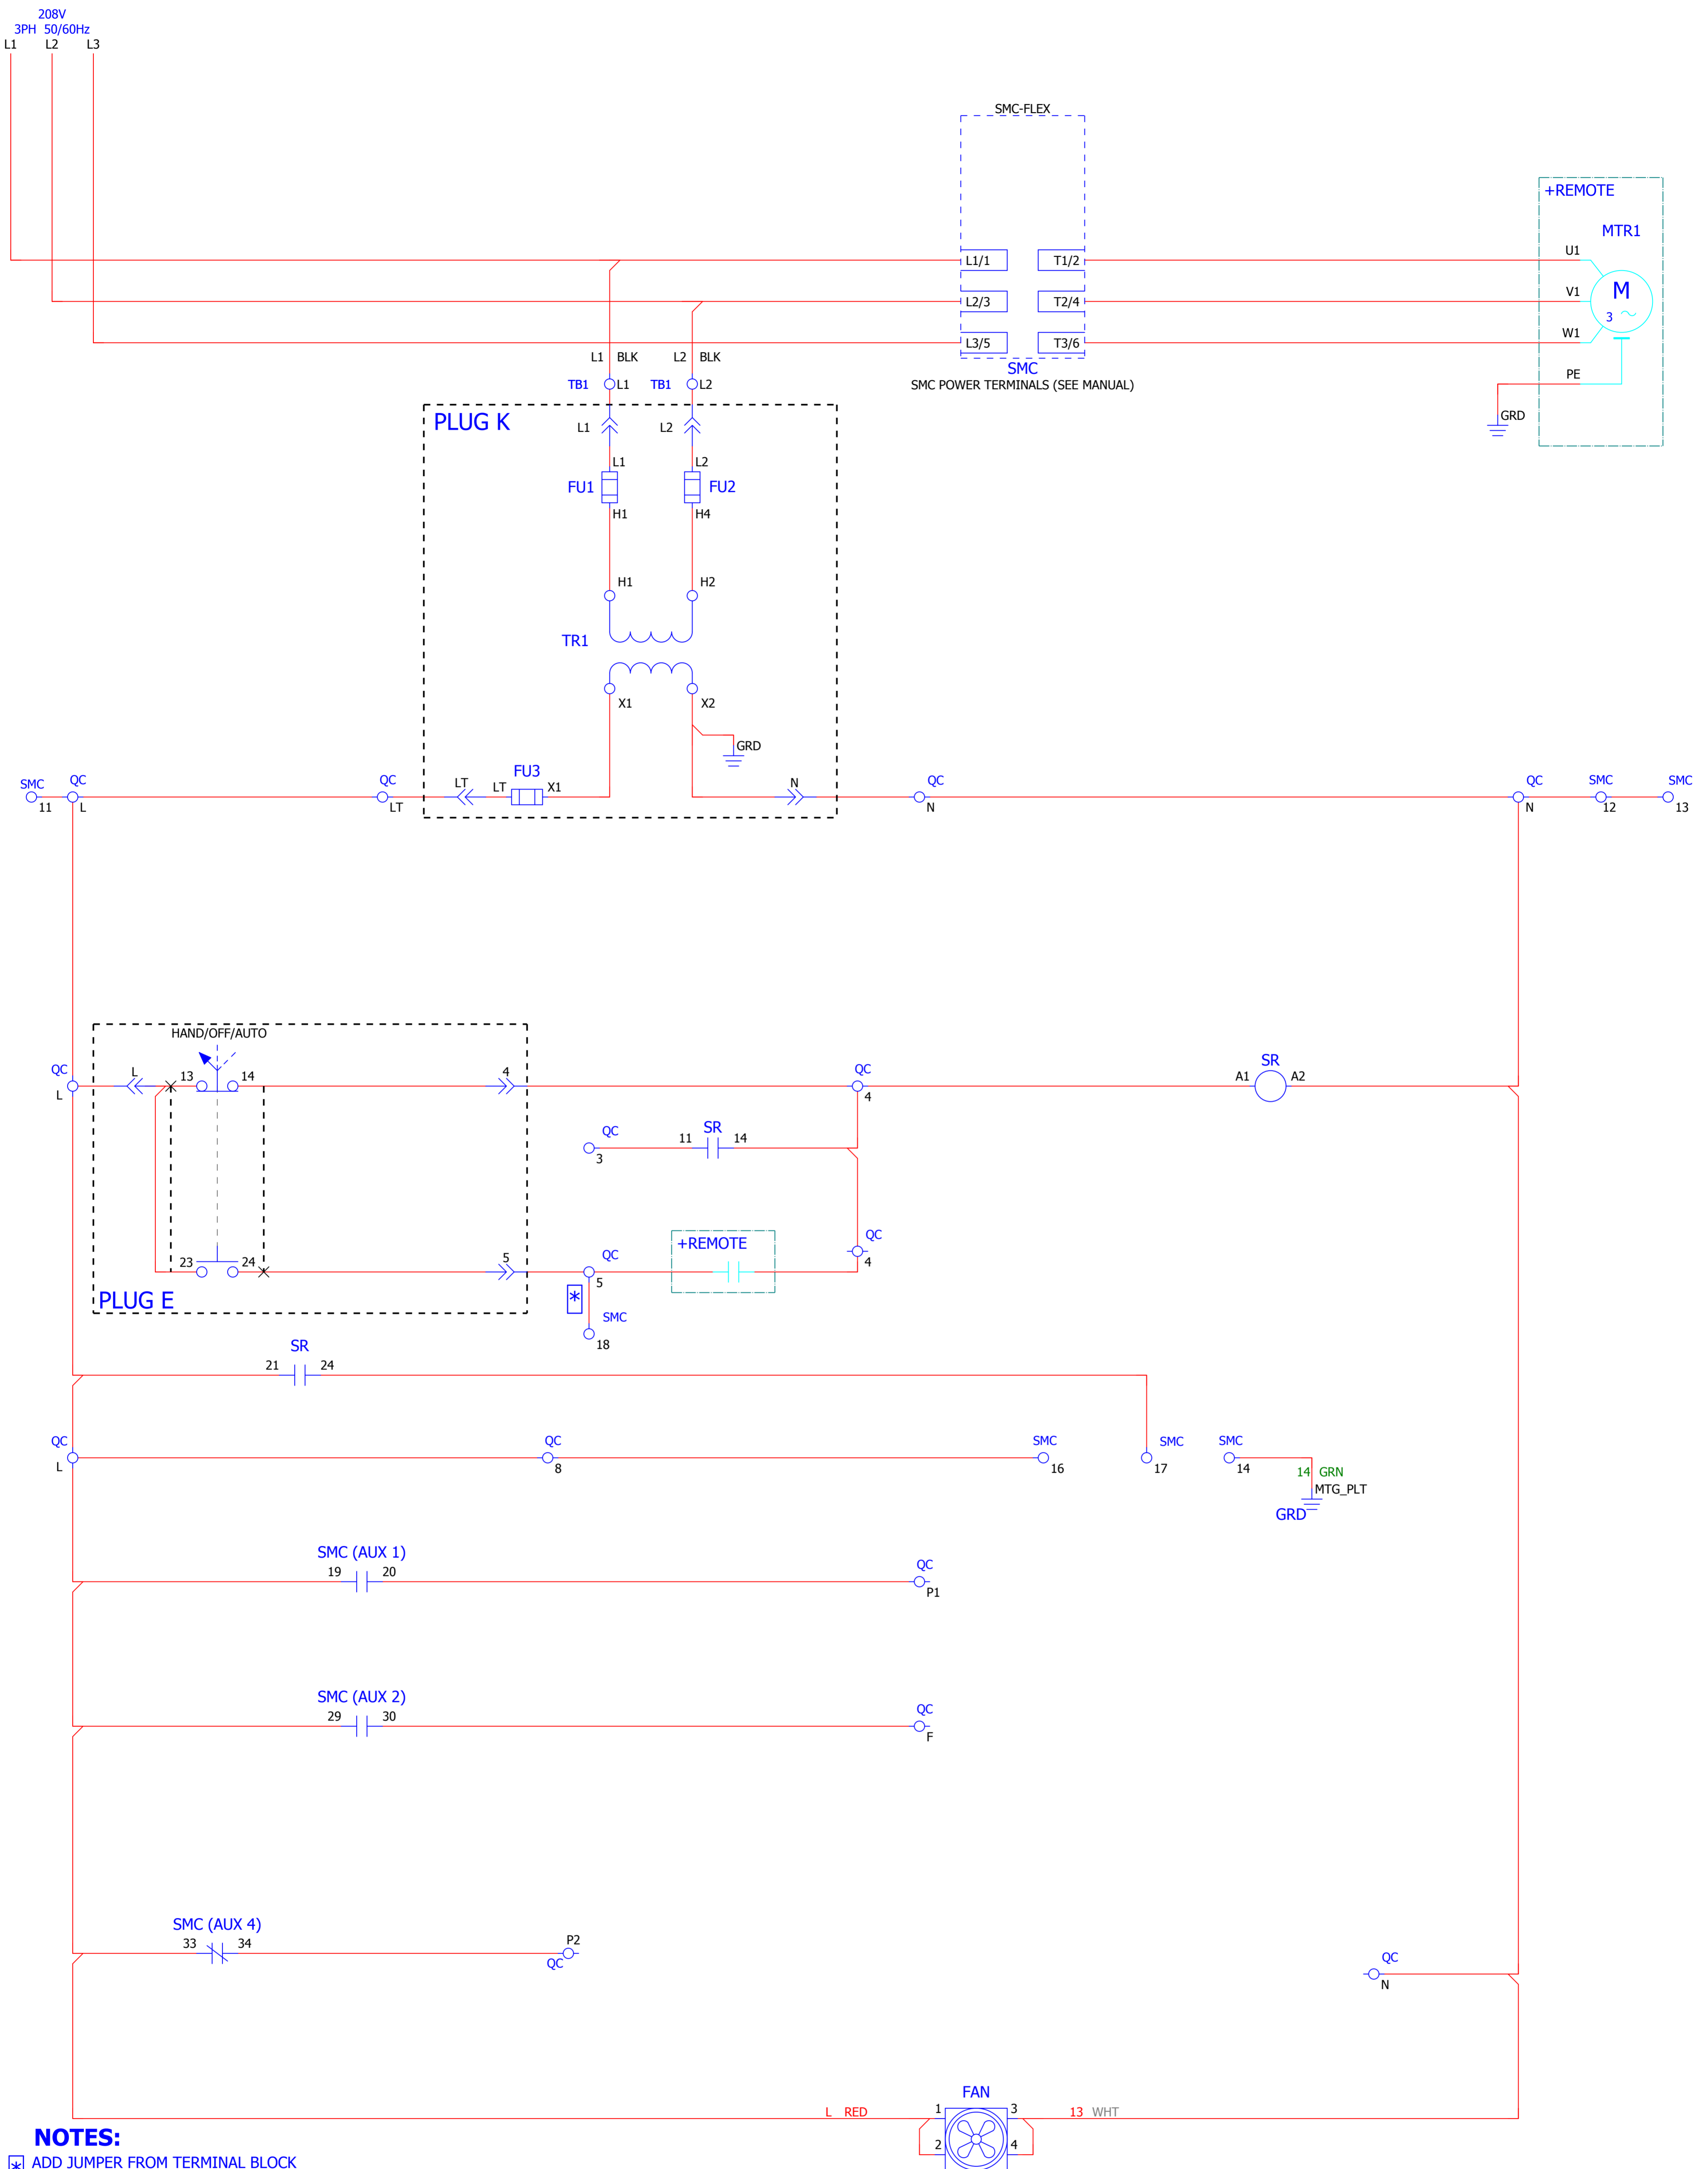 208V
3PH 50/60Hz
L1 L2 L3
SMC-FLEX
+REMOTE
MTR1
U1
L1/1 T1/2
M
3
V1
L2/3 T2/4
W1
L3/5 T3/6
L1 BLK L2 BLK
SMC
PE
TB1 L1 TB1 L2
SMC POWER TERMINALS (SEE MANUAL)
GRD
PLUG K
L1 L2
L1 L2
FU1 FU2
H1 H4
H1 H2
TR1
X1 X2
GRD
FU3
SMC QC QC LT LT X1 N QC QC SMC SMC
11 L LT N N 12 13
HAND/OFF/AUTO
QC L 13 14 4 QC SR
A1 A2
L 4
SR
QC 11 14
3
+REMOTE
QC
23 24 5 QC
5 4
*
PLUG E
SMC
18
SR
21 24
QC QC SMC SMC SMC
L 8 16 17 14
14 GRN
MTG_PLT
GRD
SMC (AUX 1)
19 20 QC
P1
SMC (AUX 2)
29 30 QC
F
SMC (AUX 4)
33 34 P2
QC
QC
N
FAN
L RED 1 3 13 WHT
2 4
NOTES:
* ADD JUMPER FROM TERMINAL BLOCK